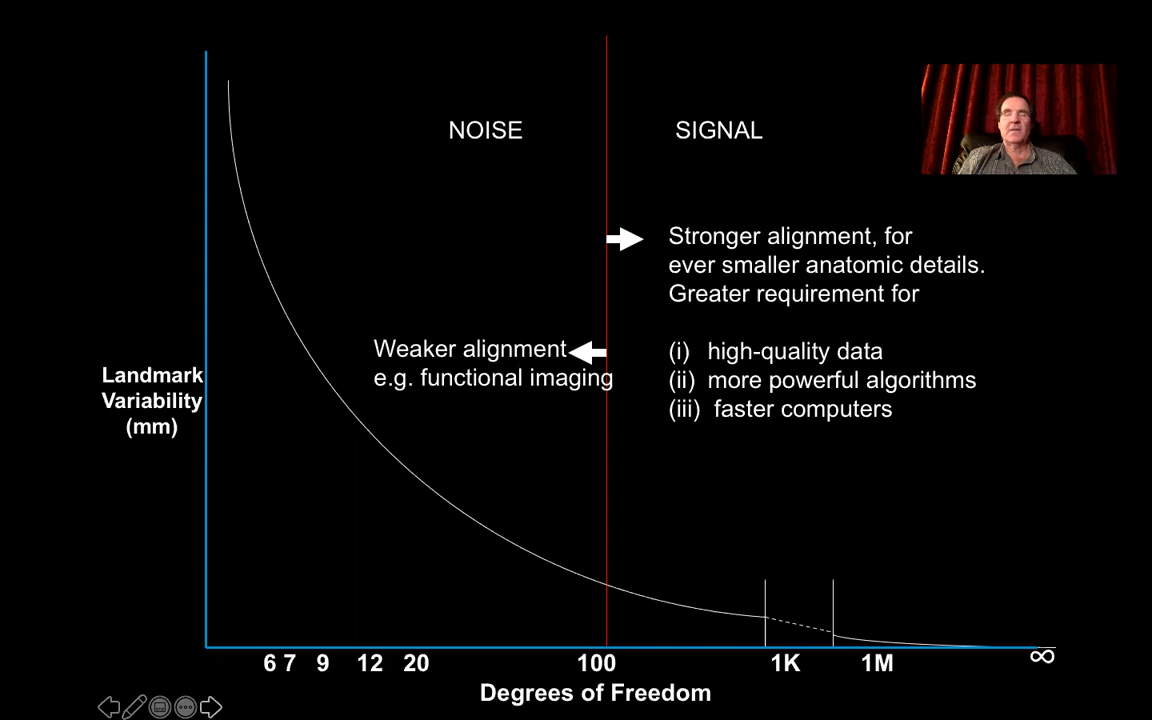 NOISE
SIGNAL
Stronger alignment, for
ever smaller anatomic details.
Greater requirement for
Weaker alignment
e.g. functional imaging
(i) high-quality data
(ii) more powerful algorithms
(iii) faster computers
Landmark
Variability
(mm)
6 7 9 12 20 100 1K 1M ∞
Degrees of Freedom